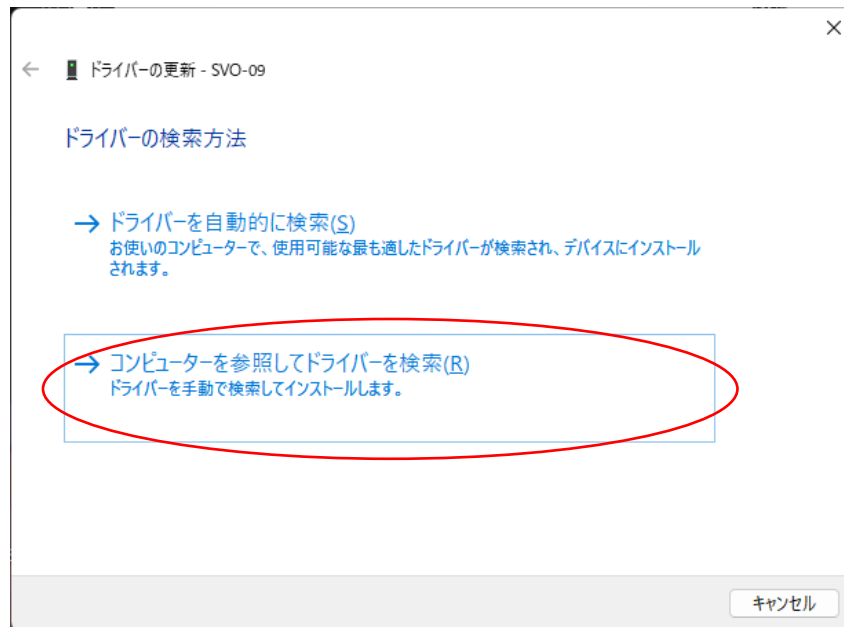 ドライバーの更新 - SVO-09
ドライバーの検索方法
→ ドライバーを自動的に検索(S)
お使いのコンピューターで、使用可能な最も適したドライバーが検索され、デバイスにインストール
されます。
→ コンピューターを参照してドライバーを検索(R)
ドライバーを手動で検索してインストールします。
キャンセル